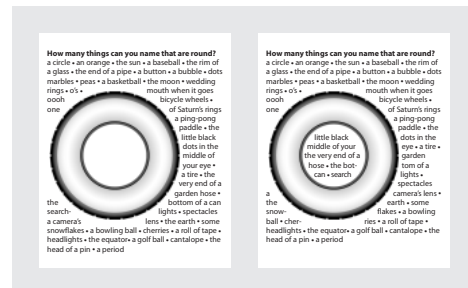 How many things can you name that are round?
a circle • an orange • the sun • a baseball • the rim of
a glass • the end of a pipe • a button • a bubble • dots
marbles • peas • a basketball • the moon • wedding
rings • o's • mouth when it goes
oooh bicycle wheels •
one of Saturn's rings
a ping-pong
paddle • the
little black
dots in the
middle of
your eye •
a tire • the
very end of a
garden hose •
the bottom of a can
search- lights • spectacles
a camera's lens • the earth • some
snowflakes • a bowling ball • cherries • a roll of tape •
headlights • the equator• a golf ball • cantalope • the
head of a pin • a period
How many things can you name that are round?
a circle • an orange • the sun • a baseball • the rim of
a glass • the end of a pipe • a button • a bubble • dots
marbles • peas • a basketball • the moon • wedding
rings • o's • mouth when it goes
oooh bicycle wheels •
one of Saturn's rings
a ping-pong
paddle • the
little black dots in the
middle of your eye • a tire •
the very end of a garden
hose • the bot- tom of a
can • search lights •
spectacles
a camera's lens •
the earth • some
snow- flakes • a bowling
ball • cher- ries • a roll of tape •
headlights • the equator• a golf ball • cantalope • the
head of a pin • a period